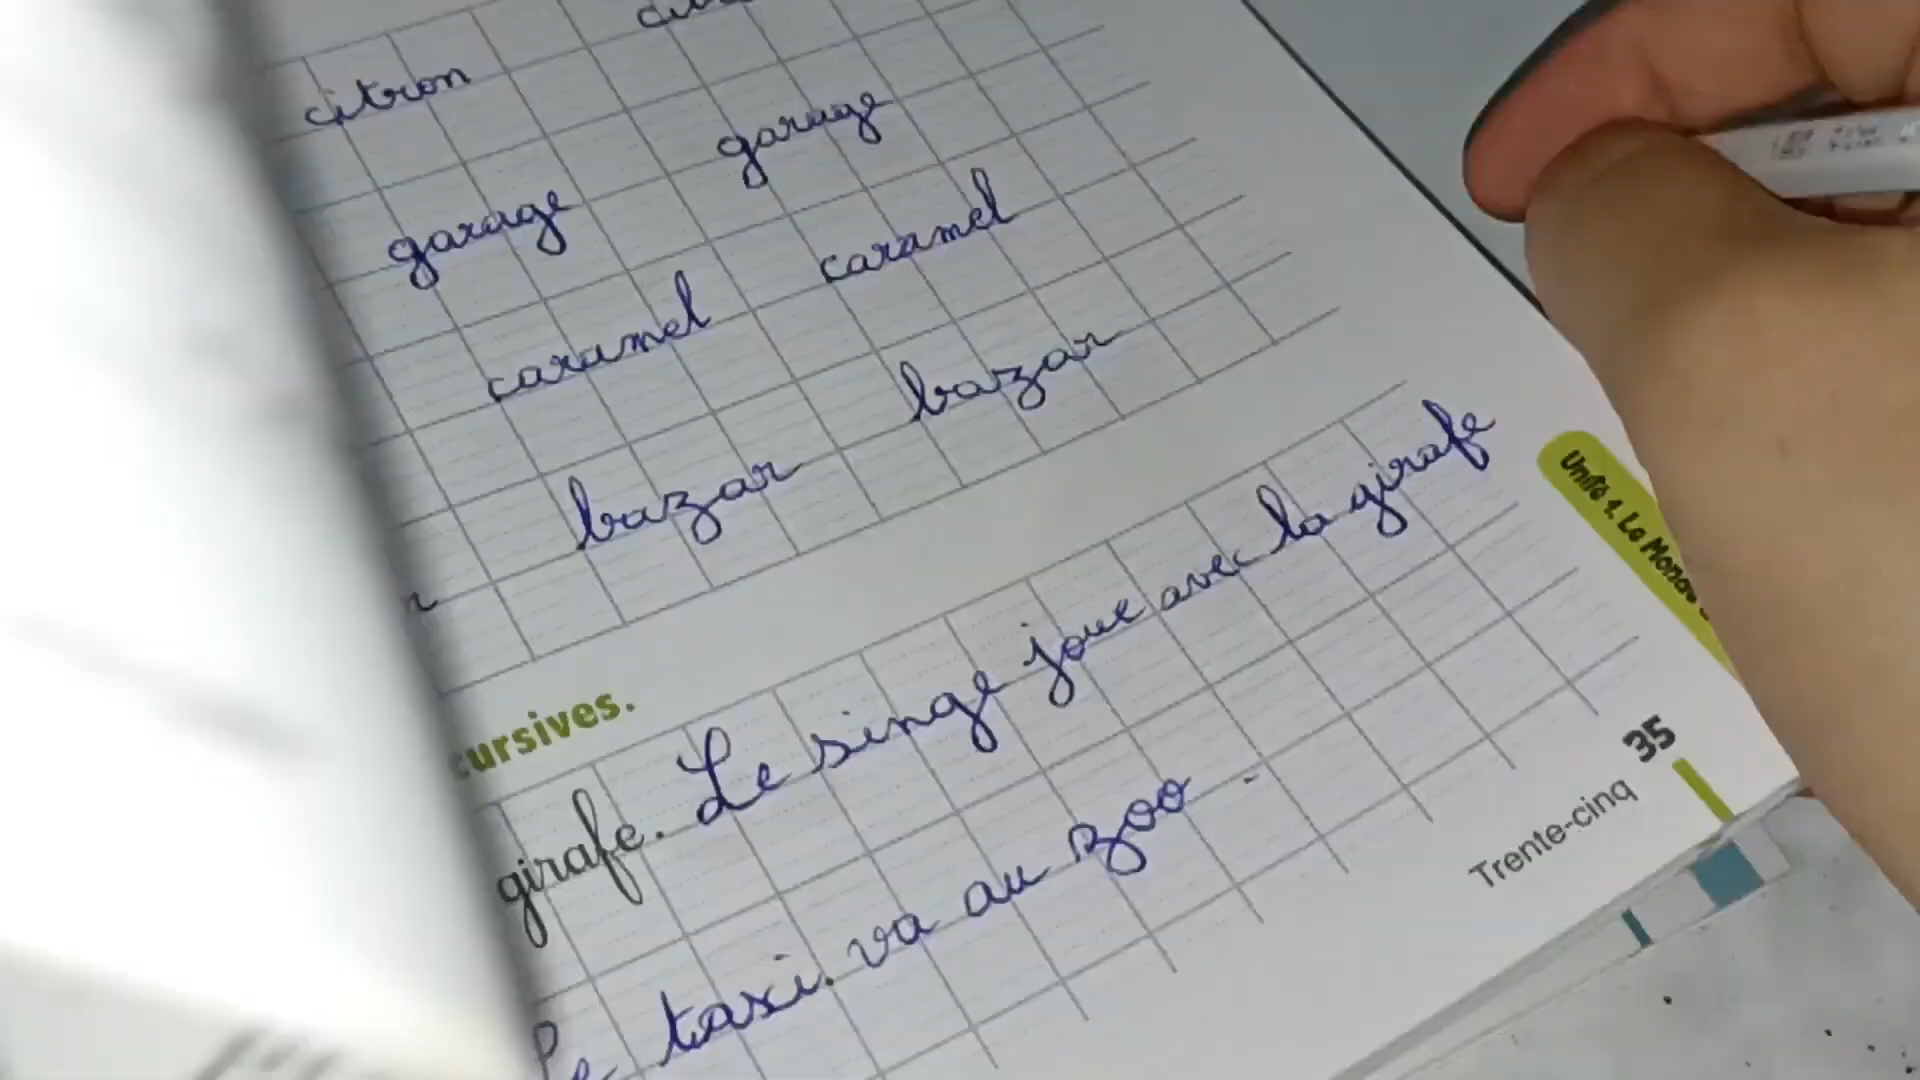 citron
garage garage
caramel caramel
bazar bazar
cursives.
girafe. Le singe joue avec la girafe
Le taxi. va au zoo.
Unité 1. Le Monde
35
Trente-cinq